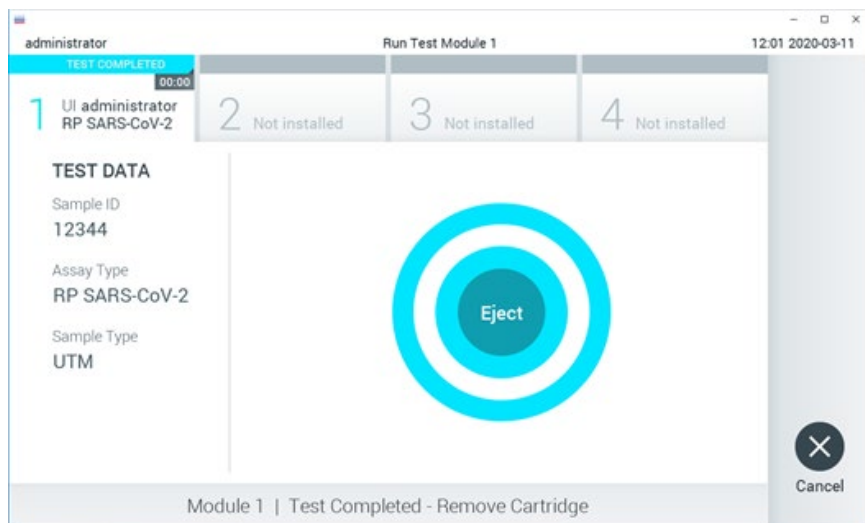 administrator Run Test Module 1 12:01 2020-03-11
TEST COMPLETED
00:00
1 UI administrator
RP SARS-CoV-2
2 Not installed
3 Not installed
4 Not installed
TEST DATA
Sample ID
12344
Assay Type
RP SARS-CoV-2
Sample Type
UTM
Eject
Cancel
Module 1 | Test Completed - Remove Cartridge